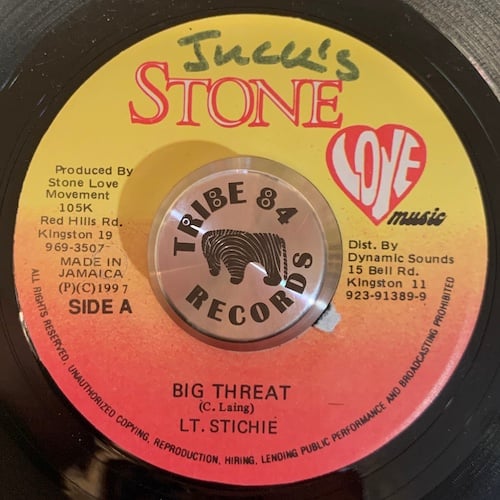 Juck's
STONE
LOVE
music
Produced By
Stone Love
Movement
105K
Red Hills Rd.
Kingston 19
969-3507
MADE IN
JAMAICA
(P)(C)1997
SIDE A
TRIBE 84
RECORDS
Dist. By
Dynamic Sounds
15 Bell Rd.
Kingston 11
923-91389-9
BIG THREAT
(C. Laing)
LT. STICHIE
ALL RIGHTS RESERVED. UNAUTHORIZED COPYING, REPRODUCTION, HIRING, LENDING PUBLIC PERFORMANCE AND BROADCASTING PROHIBITED